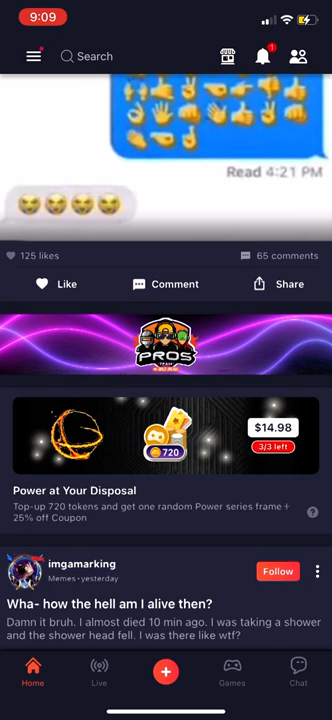 9:09
Search
1
Read 4:21 PM
125 likes
65 comments
Like
Comment
Share
PROS
$14.98
720
3/3 left
Power at Your Disposal
Top-up 720 tokens and get one random Power series frame +
25% off Coupon
?
imgamarking
Follow
Memes • yesterday
Wha- how the hell am I alive then?
Damn it bruh. I almost died 10 min ago. I was taking a shower
and the shower head fell. I was there like wtf?
Home
Live
Games
Chat